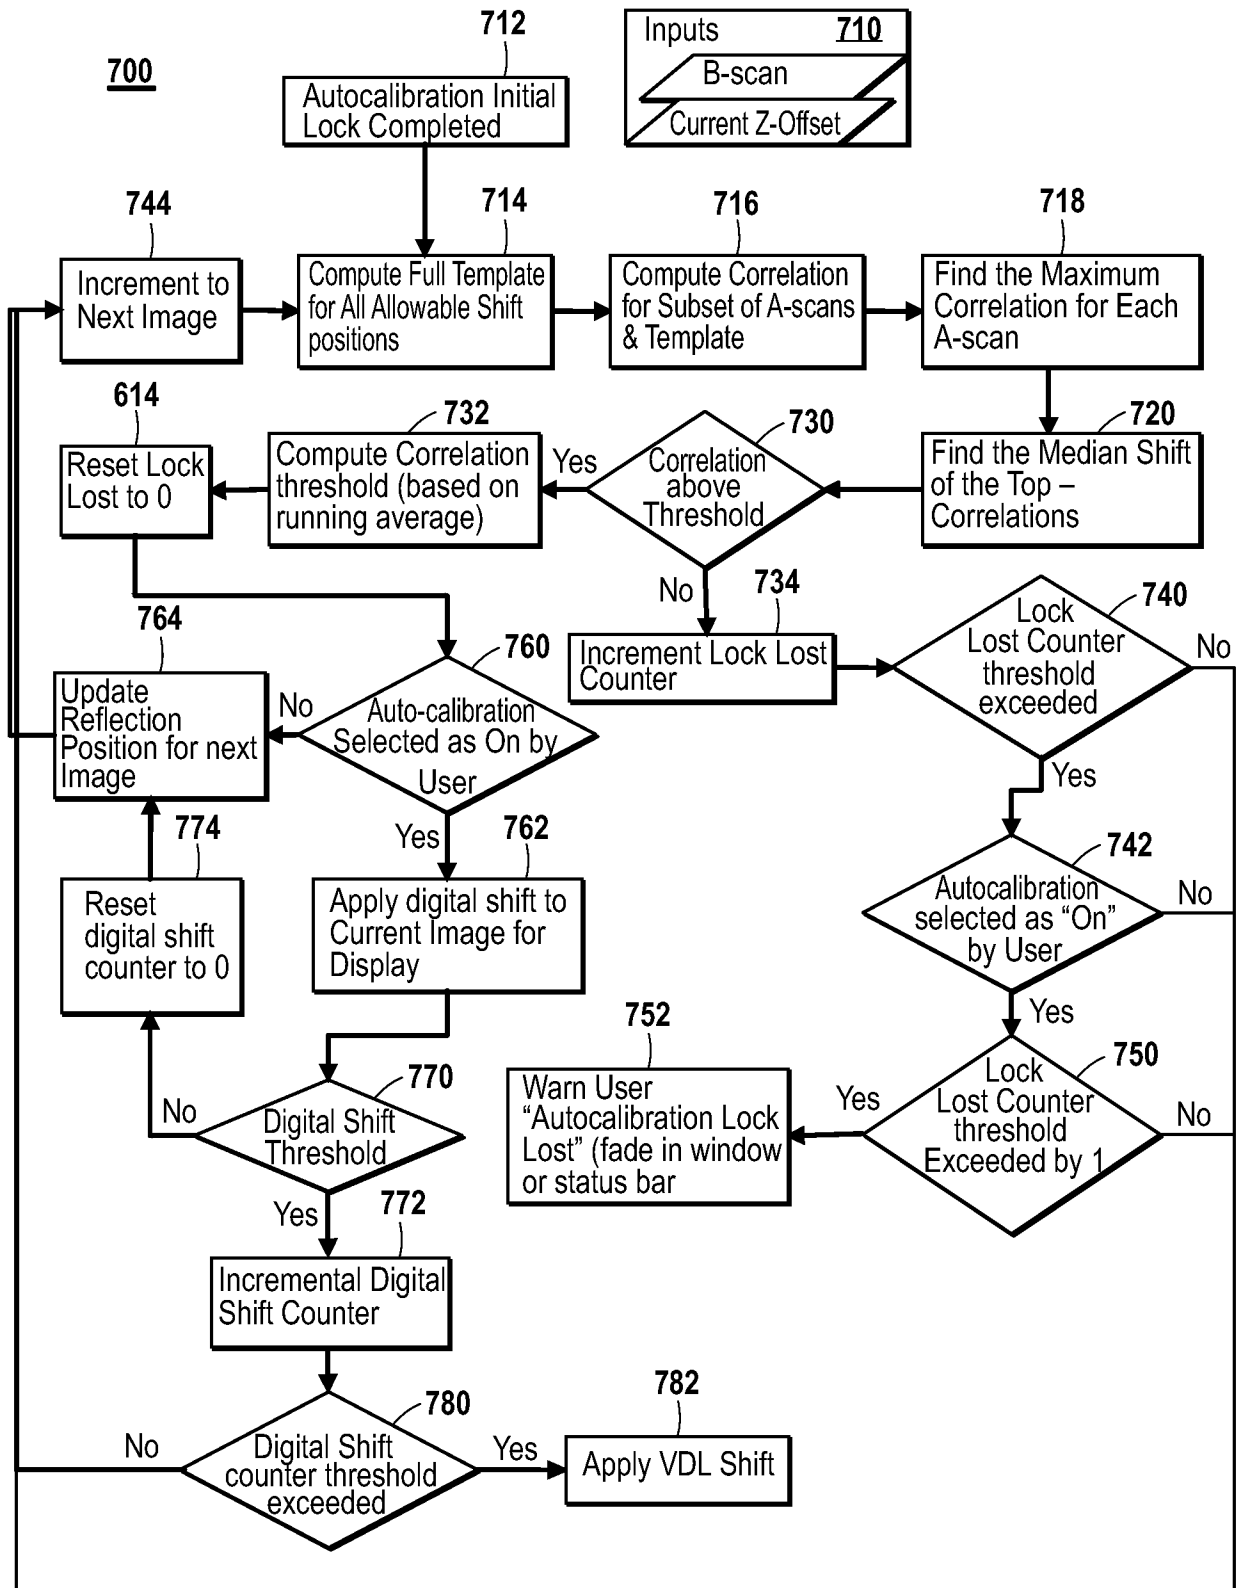 700
712
Autocalibration Initial
Lock Completed
Inputs 710
B-scan
Current Z-Offset
744
Increment to
Next Image
714
Compute Full Template
for All Allowable Shift
positions
716
Compute Correlation
for Subset of A-scans
& Template
718
Find the Maximum
Correlation for Each
A-scan
614
Reset Lock
Lost to 0
732
Compute Correlation
threshold (based on
running average)
Yes
730
Correlation
above
Threshold
No
720
Find the Median Shift
of the Top –
Correlations
734
Increment Lock Lost
Counter
740
Lock
Lost Counter
threshold
exceeded
No
Yes
764
Update
Reflection
Position for next
Image
No
760
Auto-calibration
Selected as On by
User
Yes
742
Autocalibration
selected as “On”
by User
No
Yes
774
Reset
digital shift
counter to 0
762
Apply digital shift to
Current Image for
Display
752
Warn User
“Autocalibration Lock
Lost” (fade in window
or status bar
Yes
750
Lock
Lost Counter
threshold
Exceeded by 1
No
770
Digital Shift
Threshold
No
Yes
772
Incremental Digital
Shift Counter
780
Digital Shift
counter threshold
exceeded
No
Yes
782
Apply VDL Shift